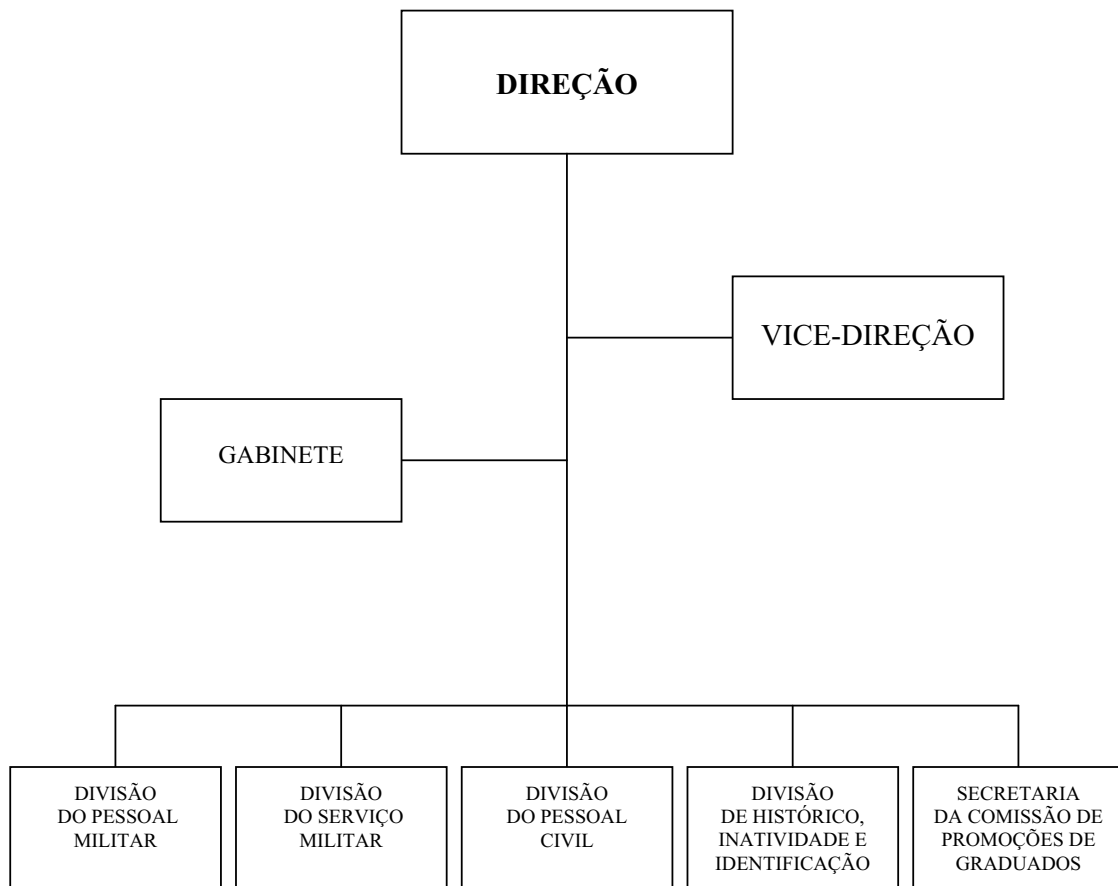 DIREÇÃO
VICE-DIREÇÃO
GABINETE
DIVISÃO
DO PESSOAL
MILITAR
DIVISÃO
DO SERVIÇO
MILITAR
DIVISÃO
DO PESSOAL
CIVIL
DIVISÃO
DE HISTÓRICO,
INATIVIDADE E
IDENTIFICAÇÃO
SECRETARIA
DA COMISSÃO DE
PROMOÇÕES DE
GRADUADOS